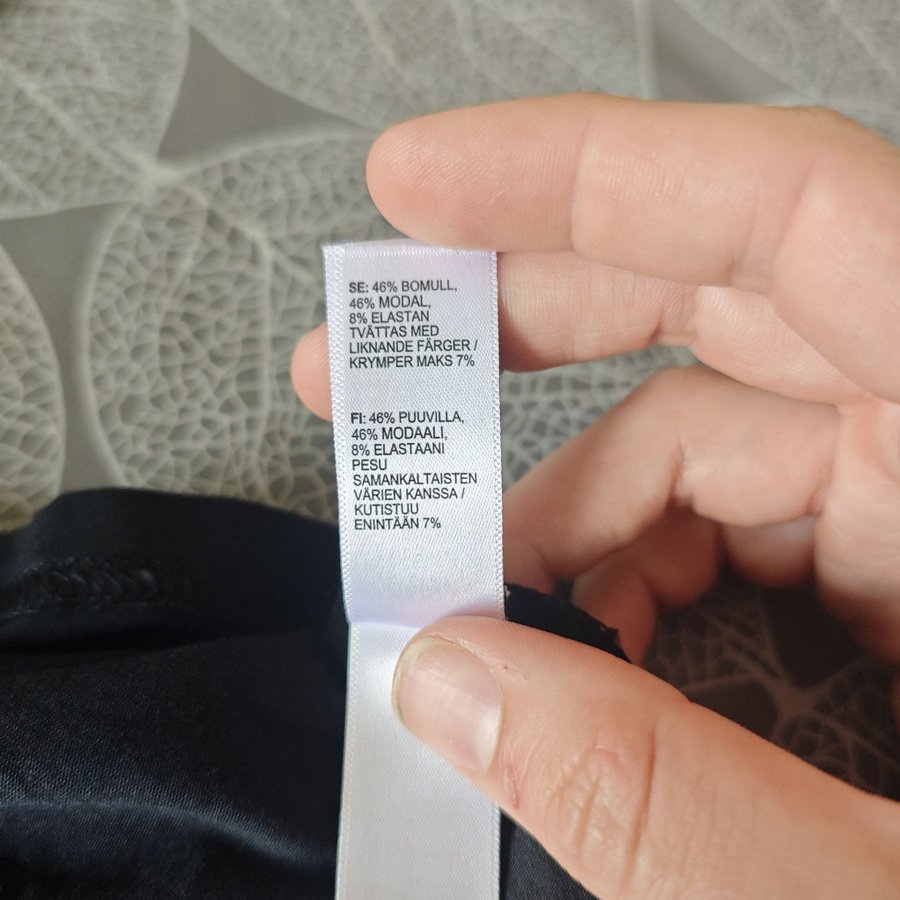 SE: 46% BOMULL,
46% MODAL,
8% ELASTAN
TVÄTTAS MED
LIKNANDE FÄRGER /
KRYMPER MAKS 7%
FI: 46% PUUVILLA,
46% MODAALI,
8% ELASTAANI
PESU
SAMANKALTAISTEN
VÄRIEN KANSSA /
KUTISTUU
ENINTÄÄN 7%